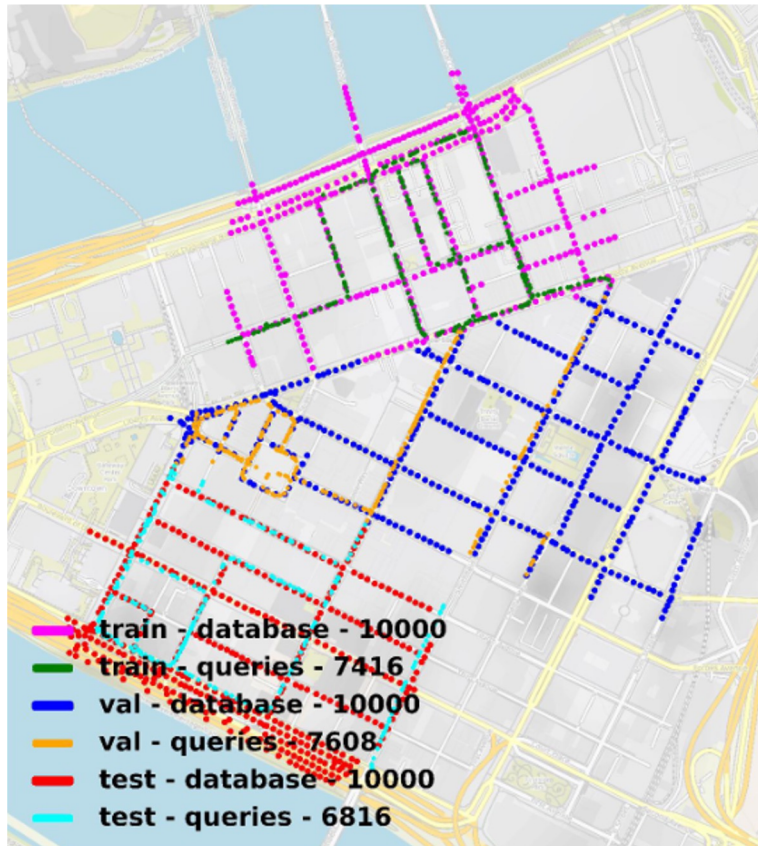 train - database - 10000
train - queries - 7416
val - database - 10000
val - queries - 7608
test - database - 10000
test - queries - 6816